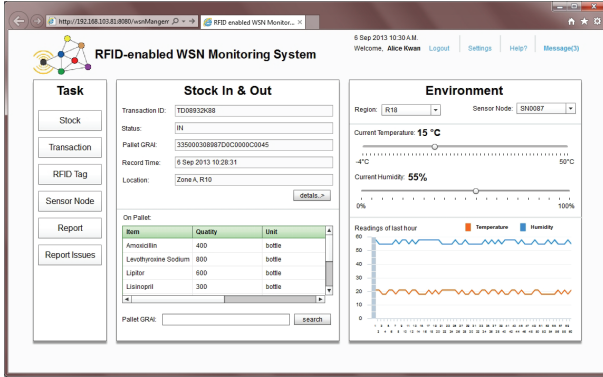 http://192.168.103.81:8080/wsnMangerr
RFID enabled WSN Monitor...
6 Sep 2013 10:30 A.M.
Welcome, Alice Kwan Logout Settings Help? Message(3)
RFID-enabled WSN Monitoring System
Task
Stock
Transaction
RFID Tag
Sensor Node
Report
Report Issues
Stock In & Out
Transaction ID: TD08932K88
Status: IN
Pallet GRAI: 335000308987D0C0000C0045
Record Time: 6 Sep 2013 10:28:31
Location: Zone A, R10
details..>
On Pallet:
Item Quatity Unit
Amoxicillin 400 bottle
Levothyroxine Sodium 800 bottle
Lipitor 600 bottle
Lisinopril 300 bottle
Pallet GRAI: search
Environment
Region: R18 Sensor Node: SN0087
Current Temperature: 15 °C
-4°C 50°C
Current Humidity: 55%
0% 100%
Readings of last hour Temperature Humidity
60
50
40
30
20
10
0